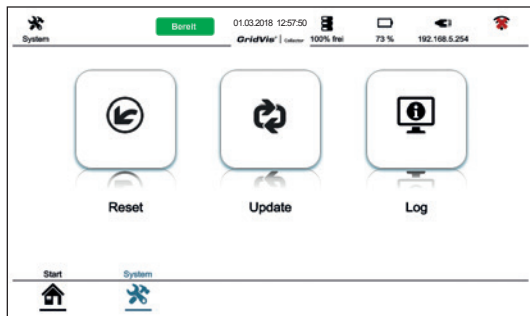 System
Bereit
01.03.2018 12:57:50
GridVis® | Collector
100% frei
73 %
192.168.5.254
Reset
Update
Log
Start
System